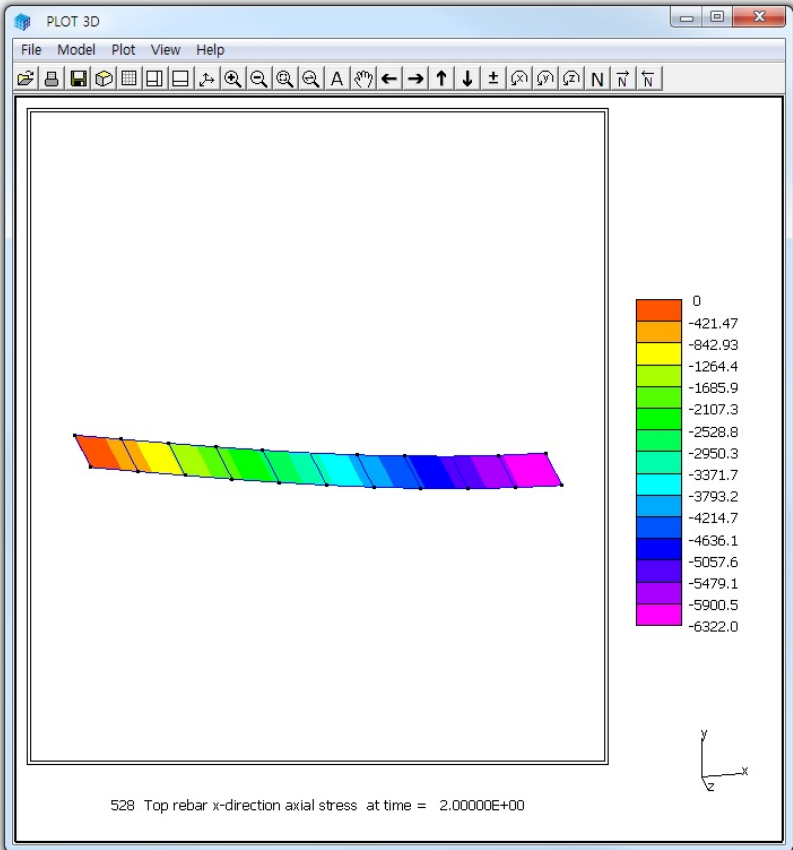 PLOT 3D
File Model Plot View Help
A x y z N N N
0
-421.47
-842.93
-1264.4
-1685.9
-2107.3
-2528.8
-2950.3
-3371.7
-3793.2
-4214.7
-4636.1
-5057.6
-5479.1
-5900.5
-6322.0
y
x
z
528 Top rebar x-direction axial stress at time = 2.00000E+00